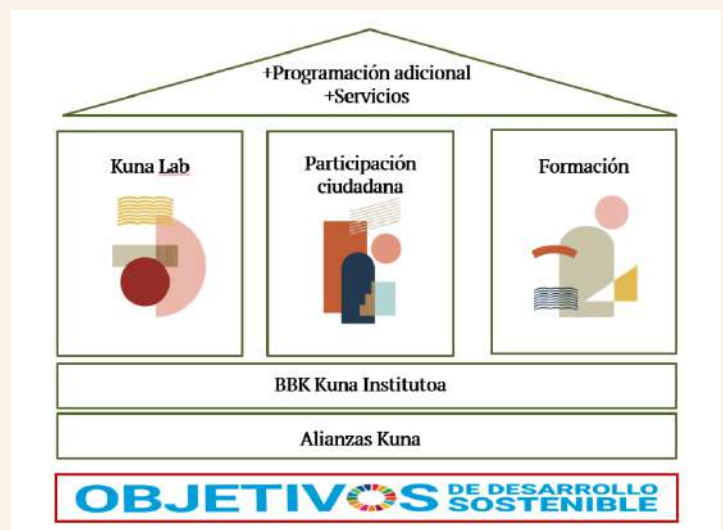 +Programación adicional
+Servicios
Kuna Lab
Participación
ciudadana
Formación
BBK Kuna Institutoa
Alianzas Kuna
OBJETIVOS DE DESARROLLO
SOSTENIBLE